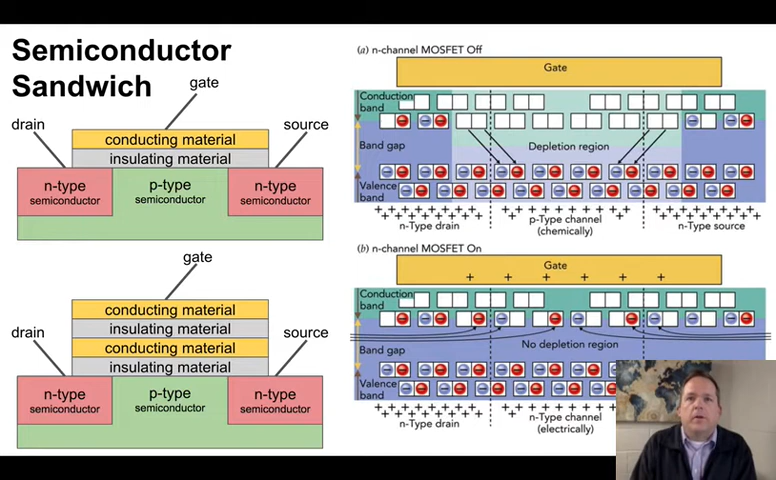 Semiconductor
Sandwich
gate
drain
source
conducting material
insulating material
n-type
semiconductor
p-type
semiconductor
n-type
semiconductor
gate
drain
source
conducting material
insulating material
conducting material
insulating material
n-type
semiconductor
p-type
semiconductor
n-type
semiconductor
(a) n-channel MOSFET Off
Gate
Conduction
band
Band gap
Depletion region
Valence
band
n-Type drain
p-Type channel
(chemically)
n-Type source
(b) n-channel MOSFET On
Gate
+ + + + + +
Conduction
band
Band gap
No depletion region
Valence
band
n-Type drain
n-Type channel
(electrically)